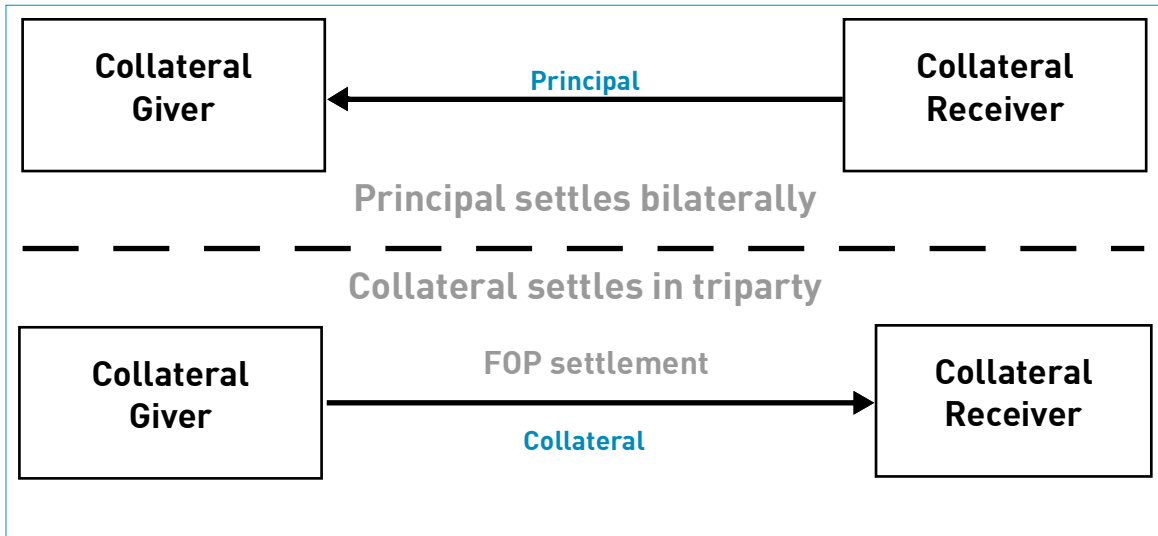 Collateral
Giver
Principal
Collateral
Receiver
Principal settles bilaterally
Collateral settles in triparty
Collateral
Giver
FOP settlement
Collateral
Collateral
Receiver